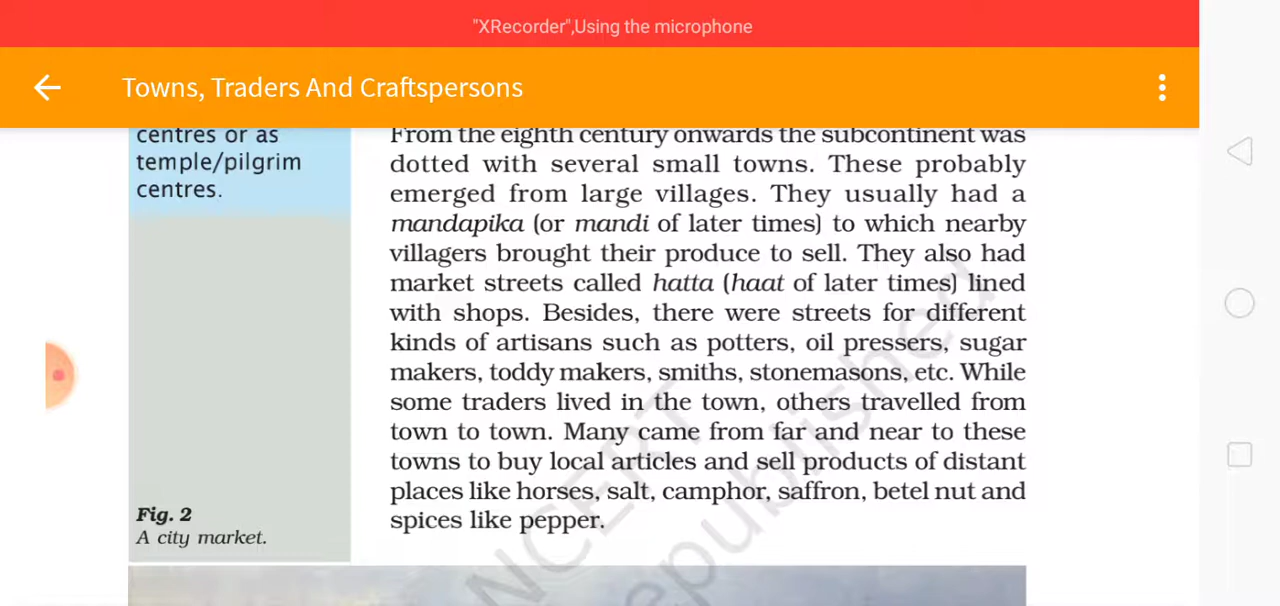 "XRecorder",Using the microphone
Towns, Traders And Craftspersons
centres or as
temple/pilgrim
centres.
From the eighth century onwards the subcontinent was
dotted with several small towns. These probably
emerged from large villages. They usually had a
mandapika (or mandi of later times) to which nearby
villagers brought their produce to sell. They also had
market streets called hatta (haat of later times) lined
with shops. Besides, there were streets for different
kinds of artisans such as potters, oil pressers, sugar
makers, toddy makers, smiths, stonemasons, etc. While
some traders lived in the town, others travelled from
town to town. Many came from far and near to these
towns to buy local articles and sell products of distant
places like horses, salt, camphor, saffron, betel nut and
spices like pepper.
Fig. 2
A city market.
NCERT
republished